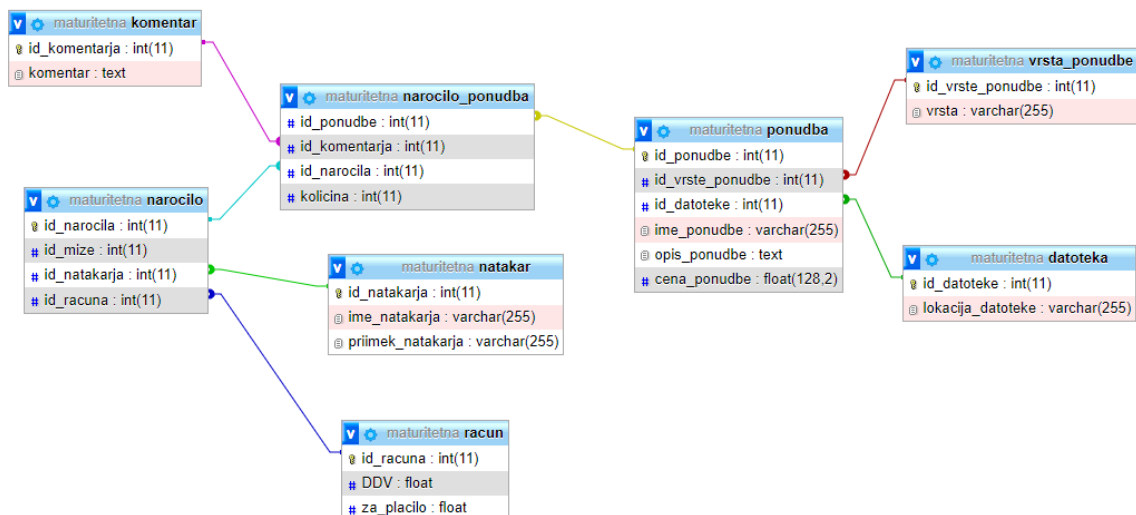 v maturitetna komentar
id_komentarja : int(11)
komentar : text
v maturitetna narocilo_ponudba
# id_ponudbe : int(11)
# id_komentarja : int(11)
# id_narocila : int(11)
# kolicina : int(11)
v maturitetna narocilo
id_narocila : int(11)
# id_mize : int(11)
# id_natakarja : int(11)
# id_racuna : int(11)
v maturitetna natakar
id_natakarja : int(11)
ime_natakarja : varchar(255)
priimek_natakarja : varchar(255)
v maturitetna racun
id_racuna : int(11)
# DDV : float
# za_placilo : float
v maturitetna ponudba
id_ponudbe : int(11)
# id_vrste_ponudbe : int(11)
# id_datoteke : int(11)
ime_ponudbe : varchar(255)
opis_ponudbe : text
# cena_ponudbe : float(128,2)
v maturitetna vrsta_ponudbe
id_vrste_ponudbe : int(11)
vrsta : varchar(255)
v maturitetna datoteka
id_datoteke : int(11)
lokacija_datoteke : varchar(255)